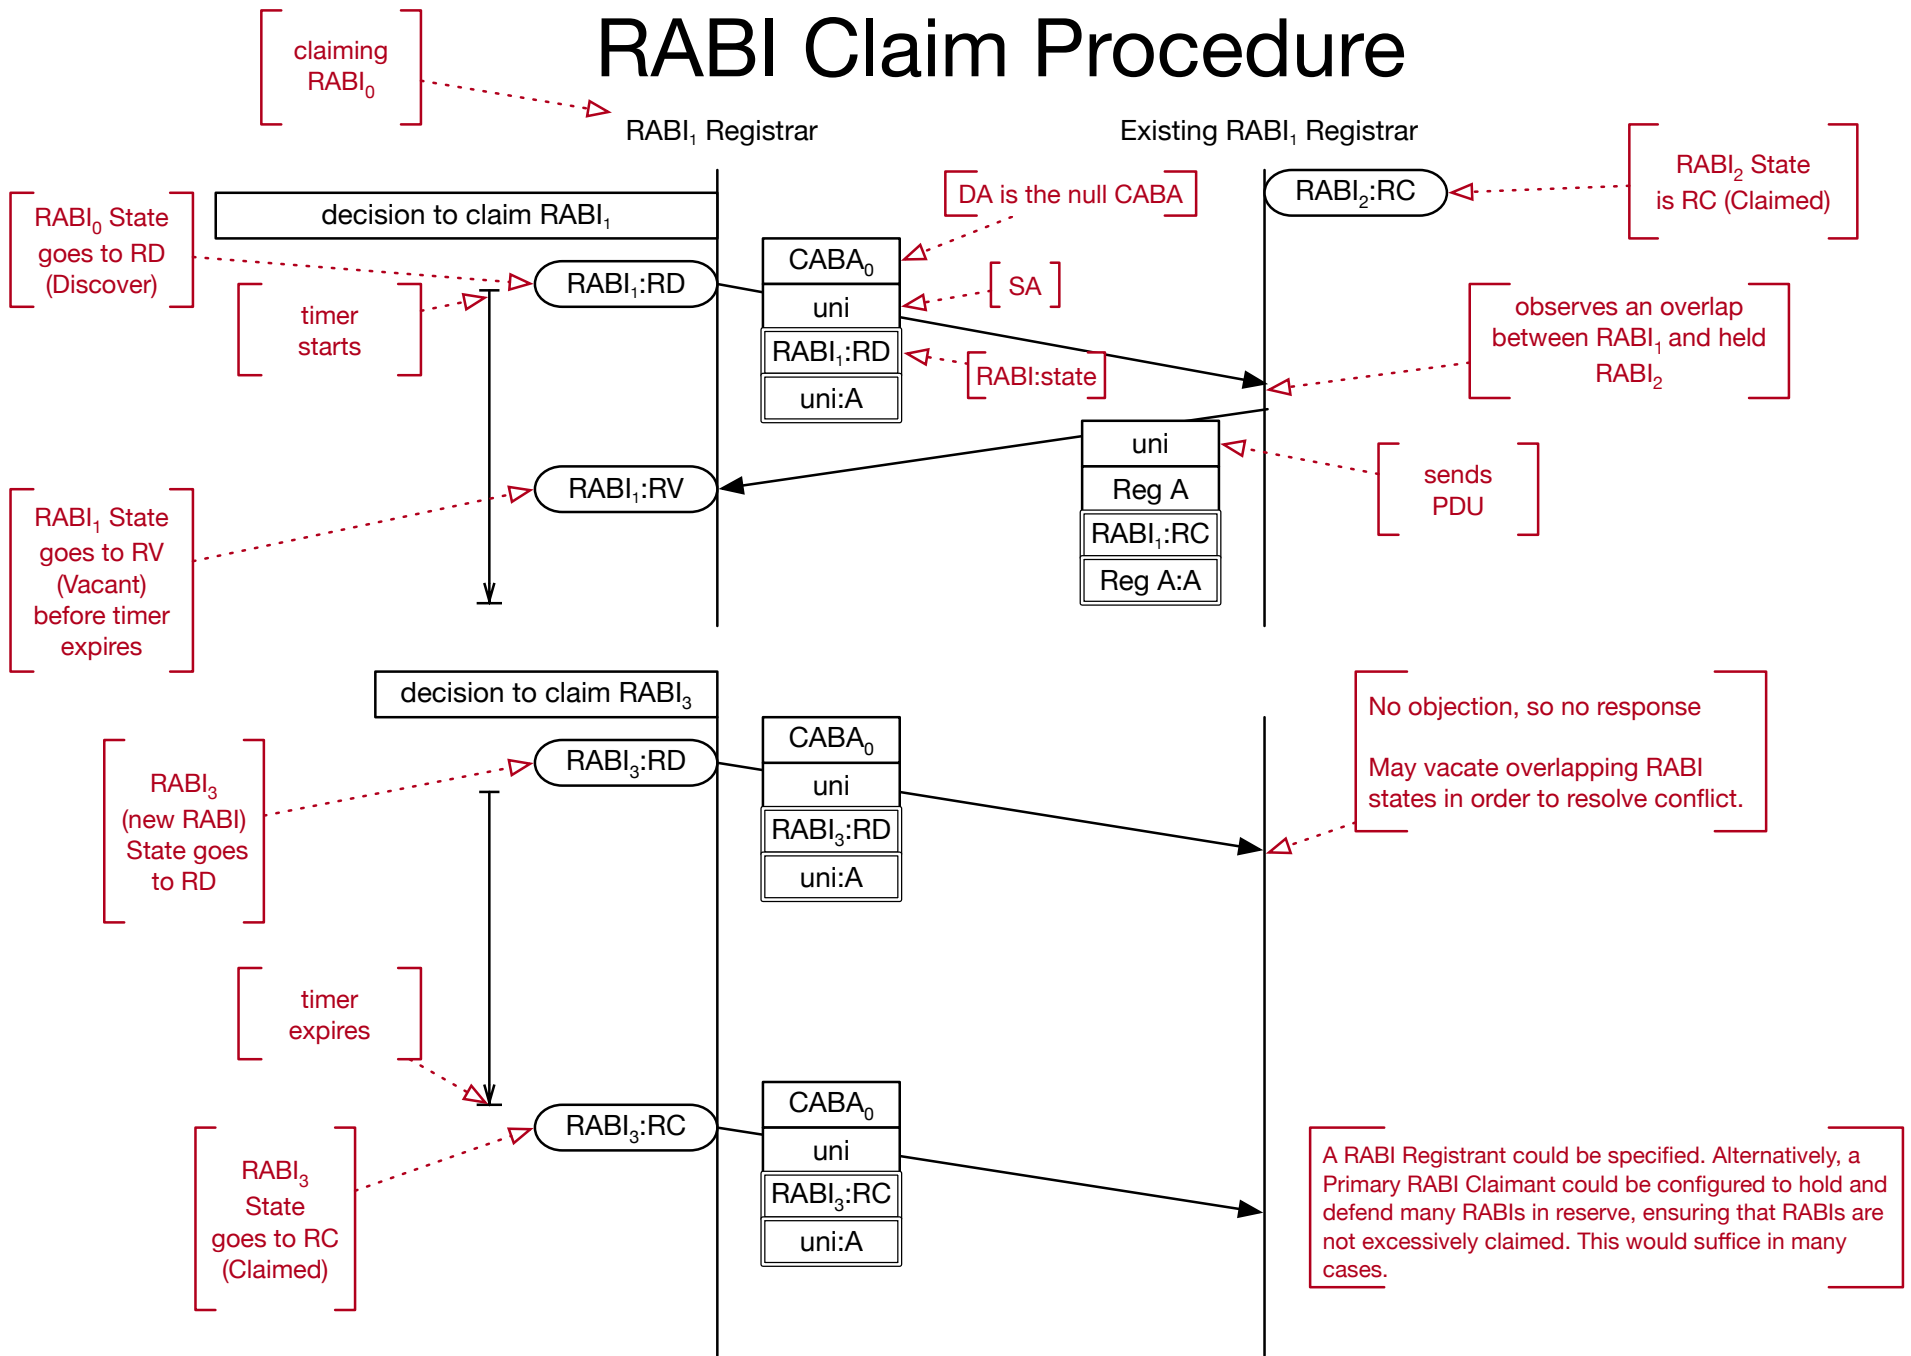 RABI Claim Procedure
claiming
RABI₀
RABI₁ Registrar
Existing RABI₁ Registrar
RABI₂ State
is RC (Claimed)
RABI₂:RC
DA is the null CABA
RABI₀ State
goes to RD
(Discover)
decision to claim RABI₁
RABI₁:RD
CABA₀
uni
RABI₁:RD
uni:A
SA
RABI:state
timer
starts
observes an overlap
between RABI₁ and held
RABI₂
uni
Reg A
RABI₁:RC
Reg A:A
sends
PDU
RABI₁:RV
RABI₁ State
goes to RV
(Vacant)
before timer
expires
decision to claim RABI₃
RABI₃:RD
CABA₀
uni
RABI₃:RD
uni:A
No objection, so no response
May vacate overlapping RABI
states in order to resolve conflict.
RABI₃
(new RABI)
State goes
to RD
timer
expires
RABI₃:RC
CABA₀
uni
RABI₃:RC
uni:A
RABI₃
State
goes to RC
(Claimed)
A RABI Registrant could be specified. Alternatively, a
Primary RABI Claimant could be configured to hold and
defend many RABIs in reserve, ensuring that RABIs are
not excessively claimed. This would suffice in many
cases.